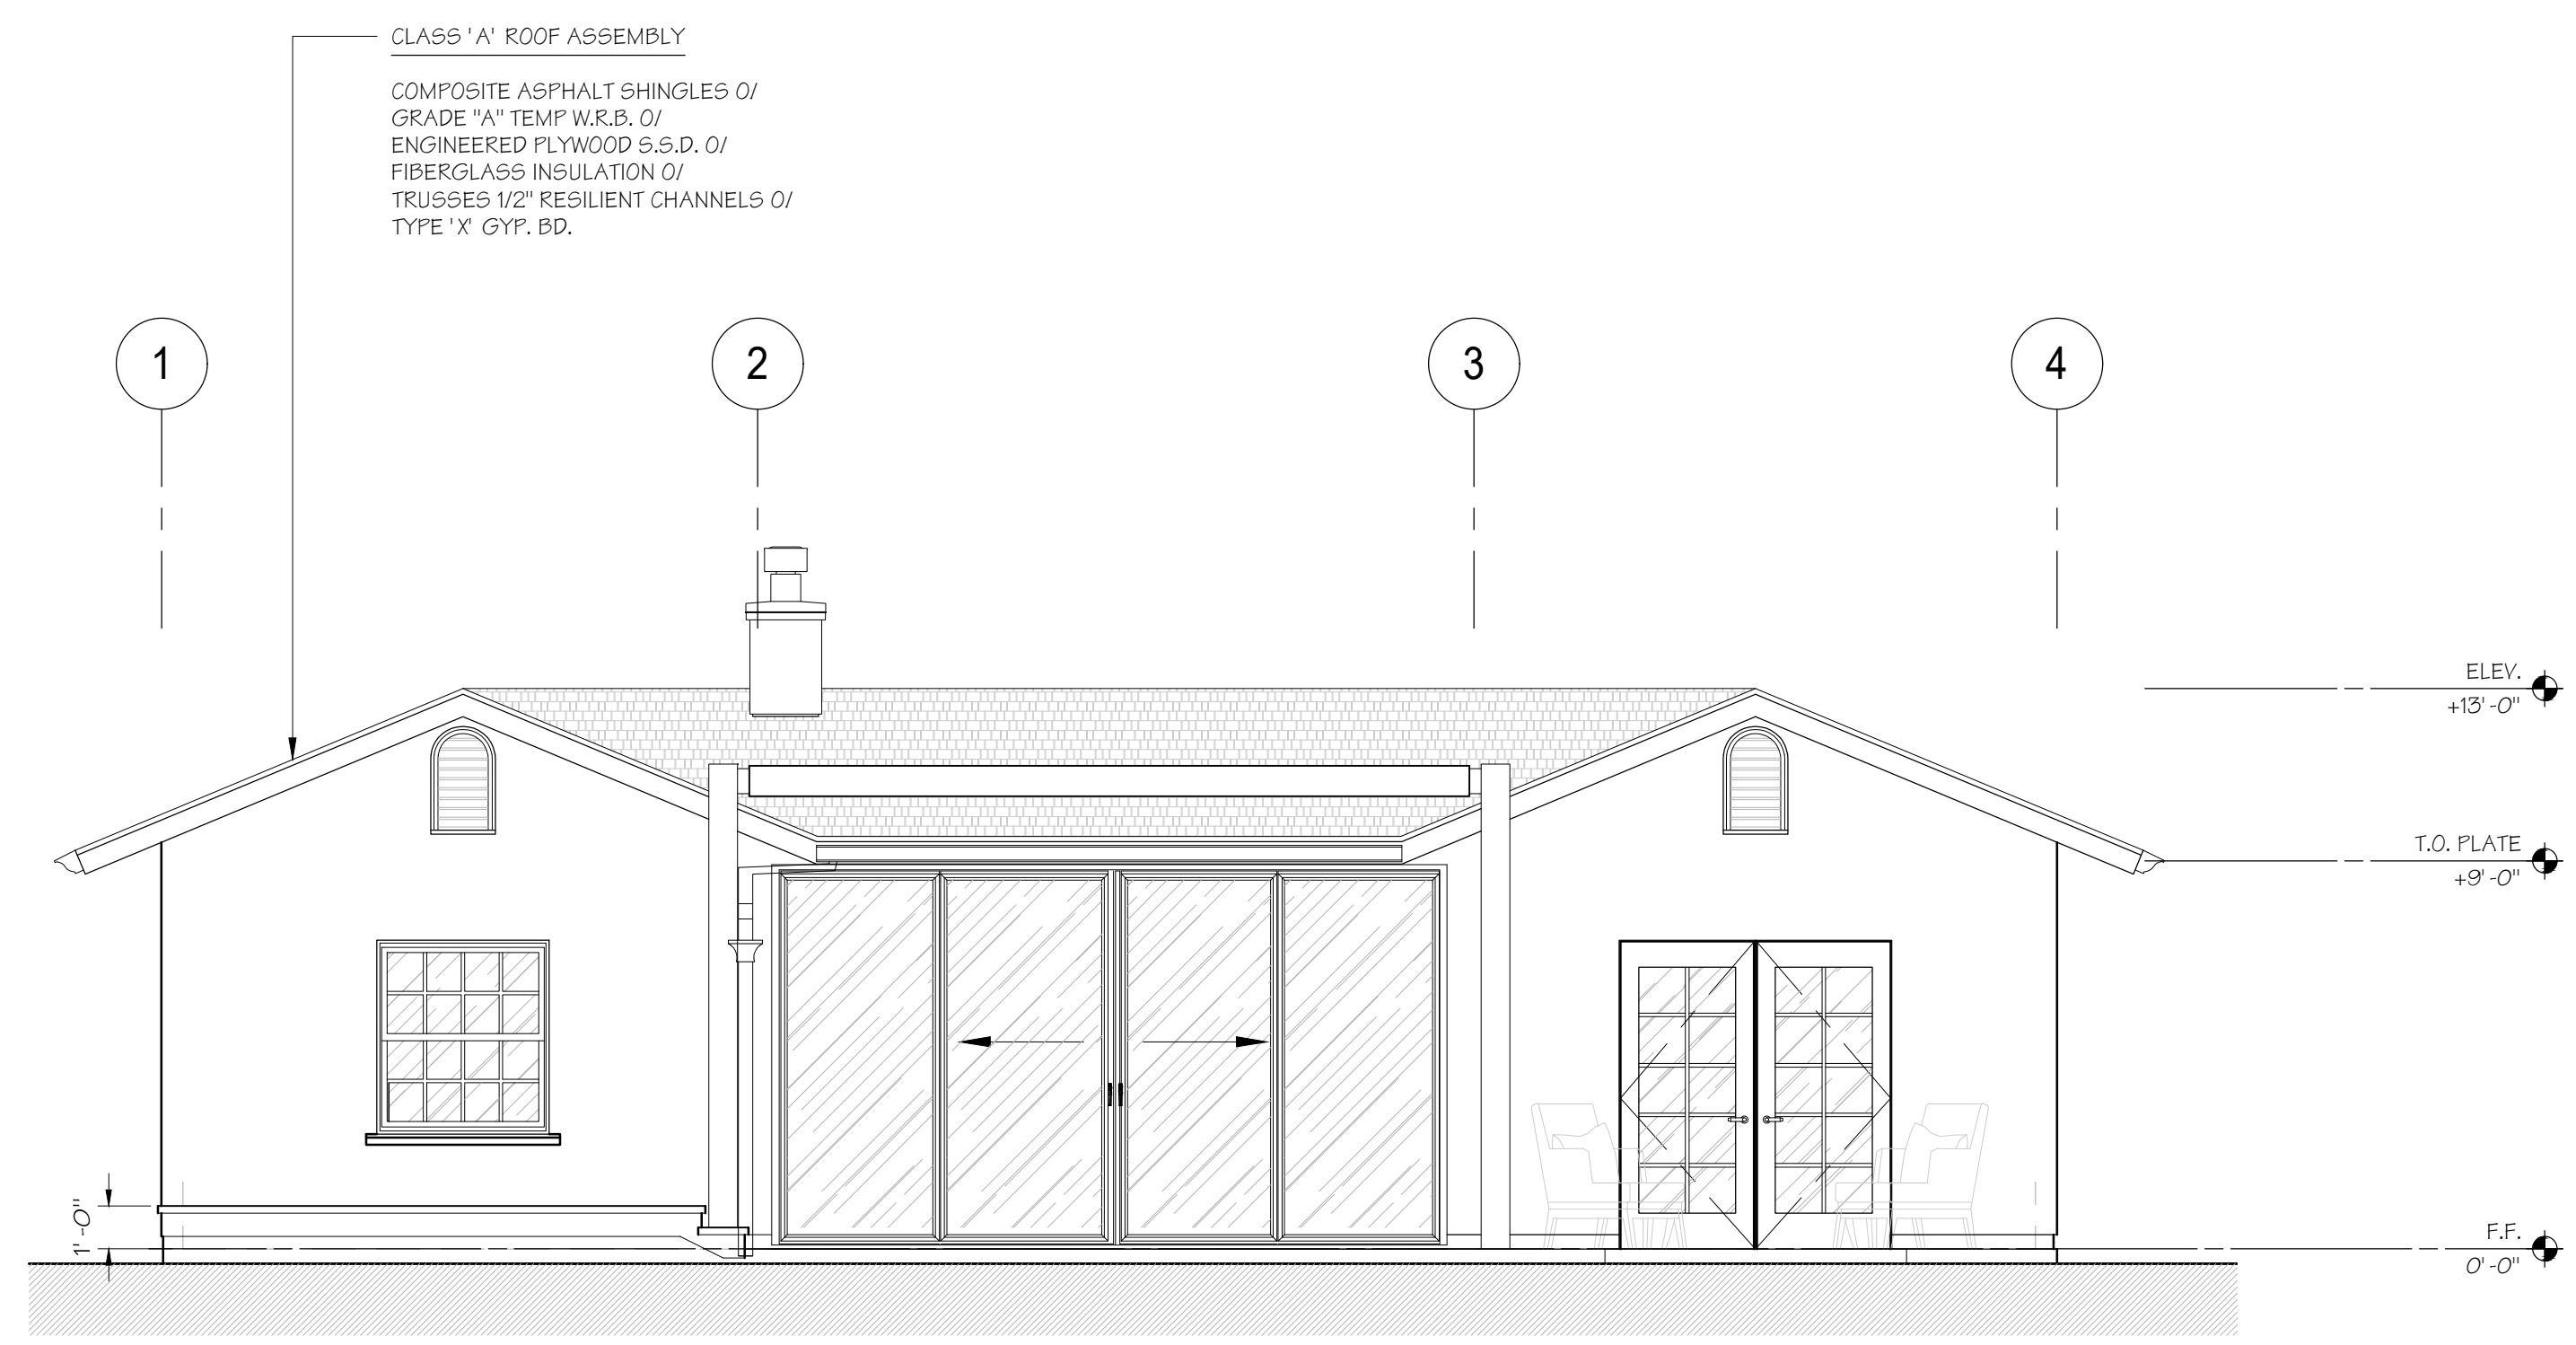 CLASS 'A' ROOF ASSEMBLY
COMPOSITE ASPHALT SHINGLES O/
GRADE "A" TEMP W.R.B. O/
ENGINEERED PLYWOOD S.S.D. O/
FIBERGLASS INSULATION O/
TRUSSES 1/2" RESILIENT CHANNELS O/
TYPE 'X' GYP. BD.
1
2
3
4
ELEV.
+13'-0"
T.O. PLATE
+9'-0"
1'-0"
F.F.
0'-0"